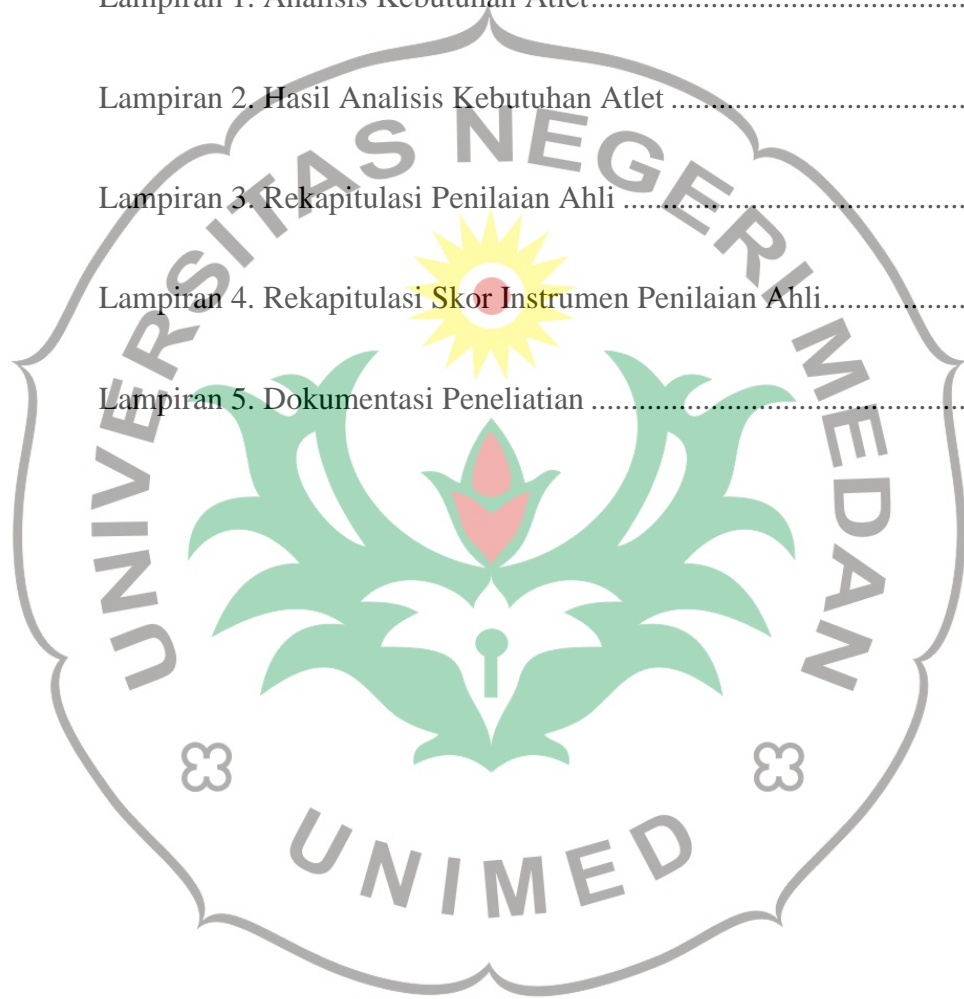 Lampiran 1. Analisis Kebutuhan Atlet..........................................
Lampiran 2. Hasil Analisis Kebutuhan Atlet ..................................
Lampiran 3. Rekapitulasi Penilaian Ahli .......................................
Lampiran 4. Rekapitulasi Skor Instrumen Penilaian Ahli.................
Lampiran 5. Dokumentasi Peneliatian ..........................................
UNIVERSITAS NEGERI MEDAN
UNIMED